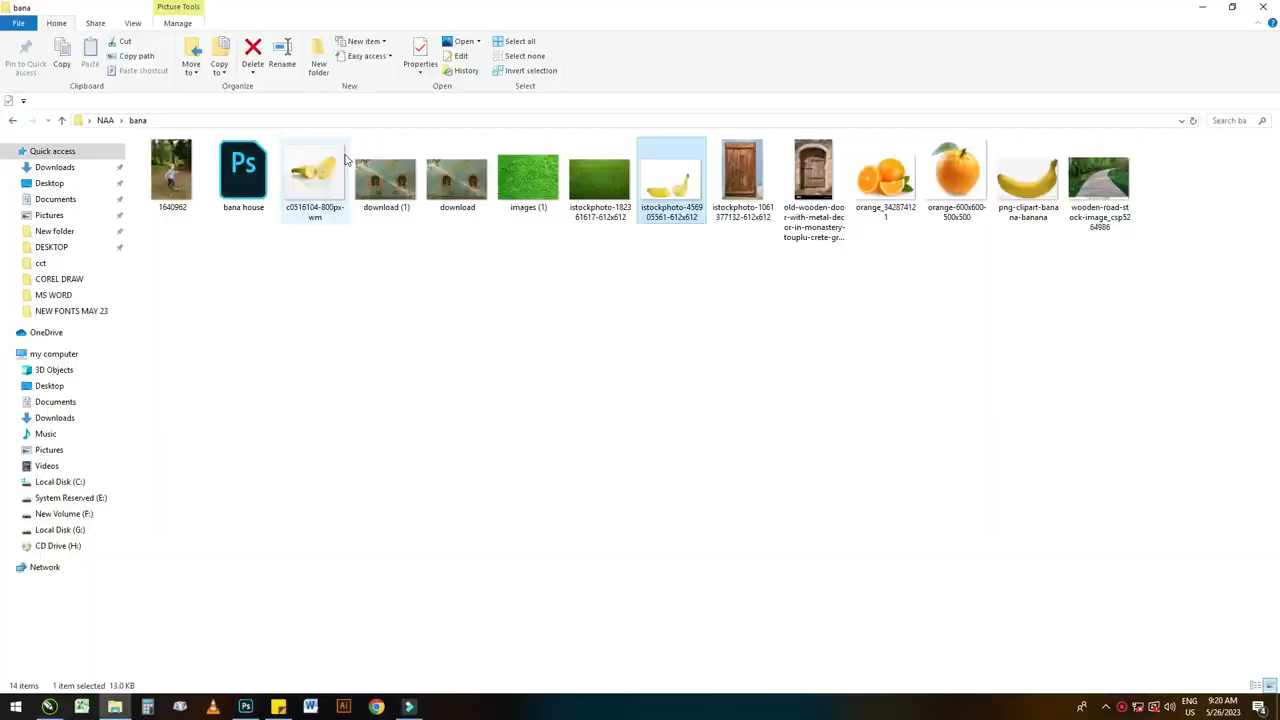 bana
Picture Tools
File
Home
Share
View
Manage
Pin to Quick access
Copy
Paste
Cut
Copy path
Paste shortcut
Clipboard
Move to
Copy to
Delete
Rename
Organize
New folder
New item
Easy access
New
Properties
Open
Edit
History
Open
Select all
Select none
Invert selection
Select
NAA
bana
Search ba
Quick access
Downloads
Desktop
Documents
Pictures
New folder
DESKTOP
cct
COREL DRAW
MS WORD
NEW FONTS MAY 23
OneDrive
my computer
3D Objects
Desktop
Documents
Downloads
Music
Pictures
Videos
Local Disk (C:)
System Reserved (E:)
New Volume (F:)
Local Disk (G:)
CD Drive (H:)
Network
1640962
Ps
bana house
c0516104-800px-
wm
download (1)
download
images (1)
istockphoto-1823
61617-612x612
istockphoto-4569
05561-612x612
istockphoto-1061
377132-612x612
old-wooden-do
or-with-metal-dec
or-in-monastery-
touplu-crete-gr...
orange_34287412
1
orange-600x600-
500x500
png-clipart-bana
na-banana
wooden-road-st
ock-image_csp52
64986
14 items
1 item selected
13.0 KB
Ps
W
Ai
ENG
US
9:20 AM
5/26/2023
4